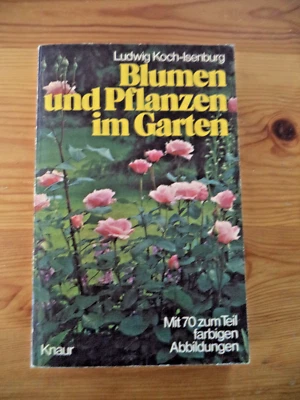 Ludwig Koch-Isenburg
Blumen
und Pflanzen
im Garten
Mit 70 zum Teil
farbigen
Abbildungen
Knaur